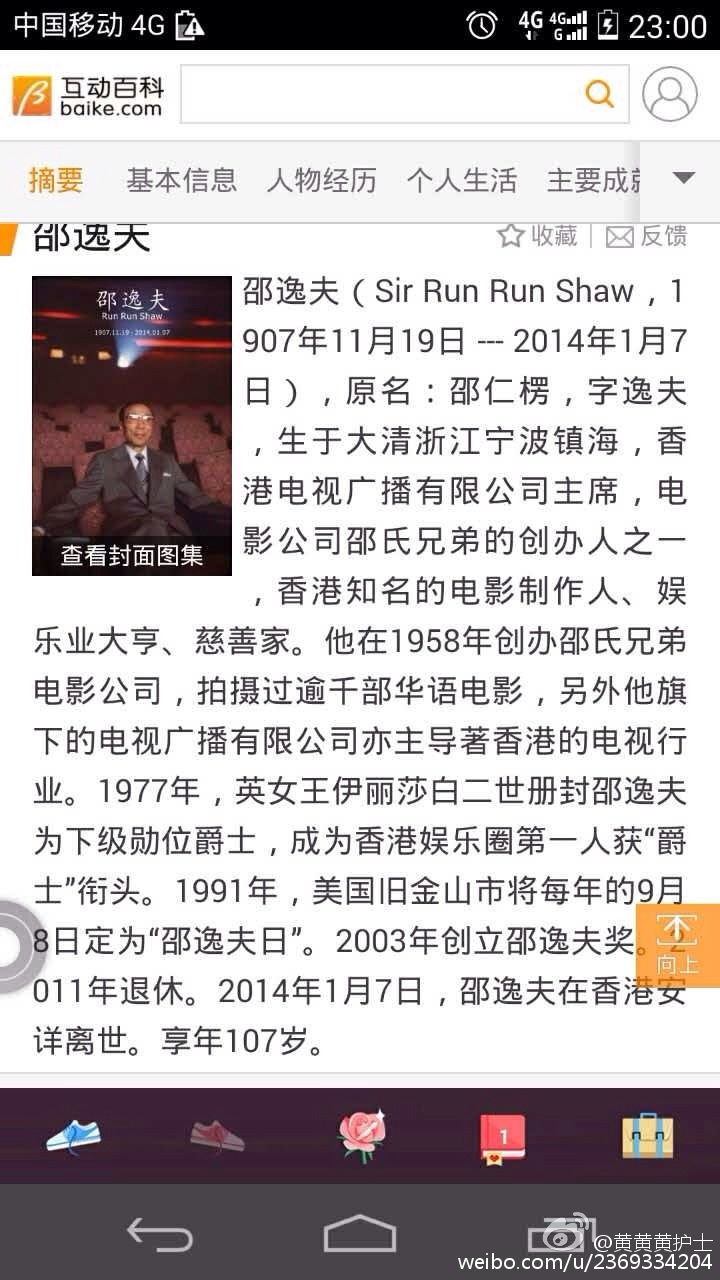 中国移动 4G
4G 4G G 23:00
互动百科
baike.com
摘要 基本信息 人物经历 个人生活 主要成就
邵逸夫
收藏 反馈
邵逸夫
Run Run Shaw
1907.11.19 - 2014.01.07
查看封面图集
邵逸夫（Sir Run Run Shaw，1
907年11月19日 --- 2014年1月7
日），原名：邵仁楞，字逸夫
，生于大清浙江宁波镇海，香
港电视广播有限公司主席，电
影公司邵氏兄弟的创办人之一
，香港知名的电影制作人、娱
乐业大亨、慈善家。他在1958年创办邵氏兄弟
电影公司，拍摄过逾千部华语电影，另外他旗
下的电视广播有限公司亦主导著香港的电视行
业。1977年，英女王伊丽莎白二世册封邵逸夫
为下级勋位爵士，成为香港娱乐圈第一人获“爵
士”衔头。1991年，美国旧金山市将每年的9月
8日定为“邵逸夫日”。2003年创立邵逸夫奖。2
011年退休。2014年1月7日，邵逸夫在香港安
详离世。享年107岁。
向上
1
@黄黄黄护士
weibo.com/u/2369334204